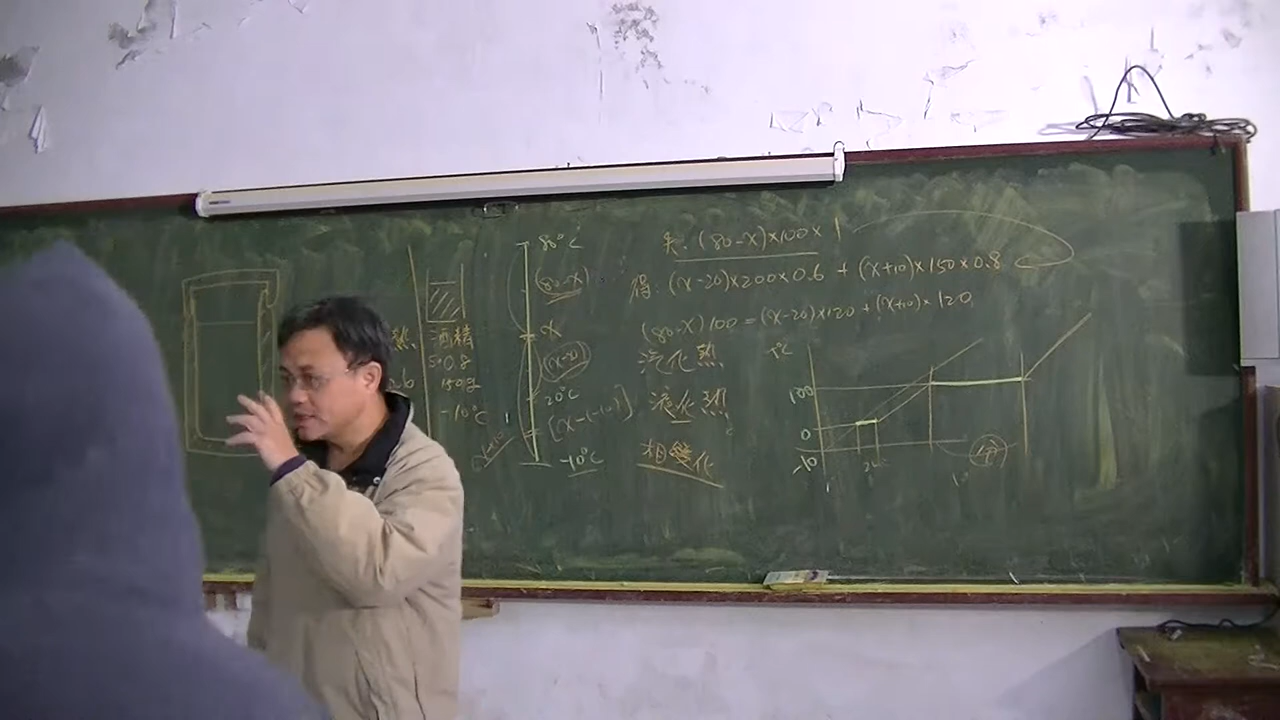 熱
酒精
S=0.8
150g
-10°C
80°C
(80-X)
X
(X-20)
20°C
[X-(-10)]
-10°C
失:(80-X)×100×1
得:(X-20)×200×0.6 + (X+10)×150×0.8
(80-X)100=(X-20)×120+(X+10)×120
汽化熱
液化熱
相變化
T°C
100
0
-10